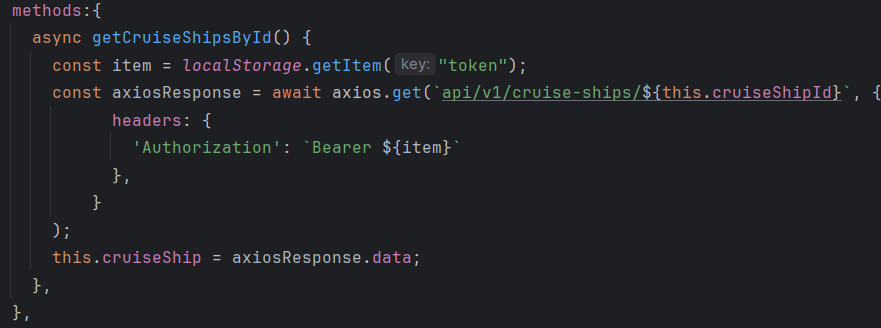 methods:{
async getCruiseShipsById() {
const item = localStorage.getItem( key: "token");
const axiosResponse = await axios.get(`api/v1/cruise-ships/${this.cruiseShipId}`, {
headers: {
'Authorization': `Bearer ${item}`
},
}
);
this.cruiseShip = axiosResponse.data;
},
},